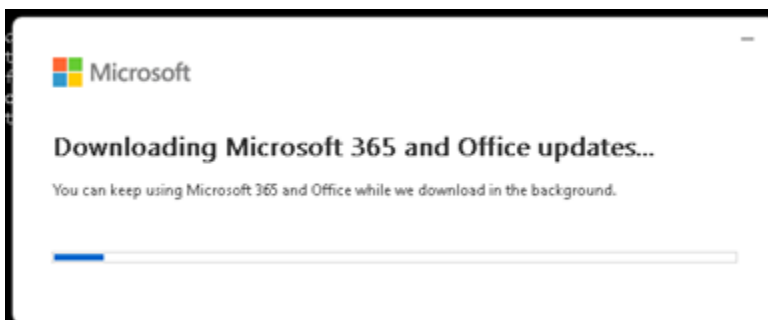 Microsoft
Downloading Microsoft 365 and Office updates...
You can keep using Microsoft 365 and Office while we download in the background.